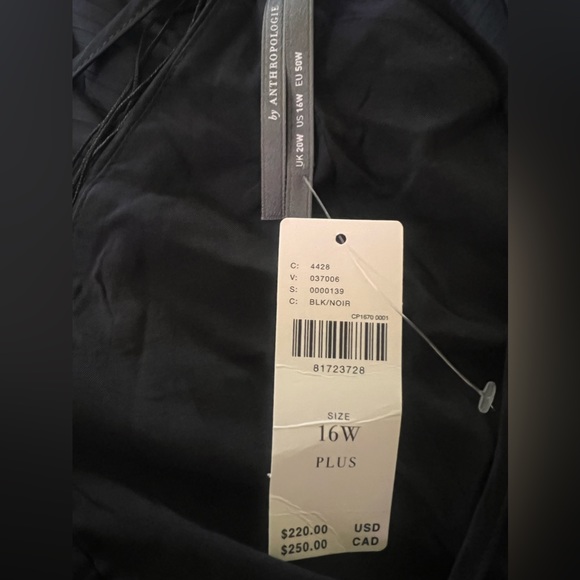 by ANTHROPOLOGIE
UK 20W US 16W EU 50W
C: 4428
V: 037006
S: 0000139
C: BLK/NOIR
CP1670 0001
81723728
SIZE
16W
PLUS
$220.00 USD
$250.00 CAD